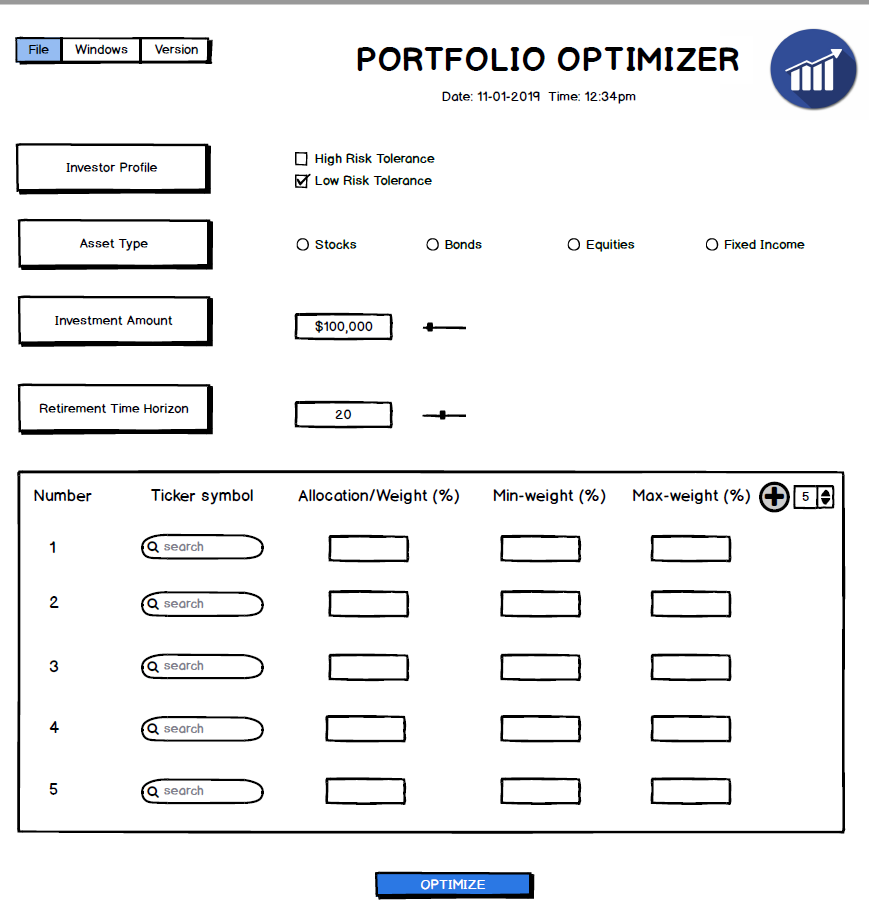 File Windows Version
PORTFOLIO OPTIMIZER
Date: 11-01-2019 Time: 12:34pm
Investor Profile
High Risk Tolerance
Low Risk Tolerance
Asset Type
Stocks Bonds Equities Fixed Income
Investment Amount
$100,000
Retirement Time Horizon
20
Number Ticker symbol Allocation/Weight (%) Min-weight (%) Max-weight (%) 5
1 search
2 search
3 search
4 search
5 search
OPTIMIZE